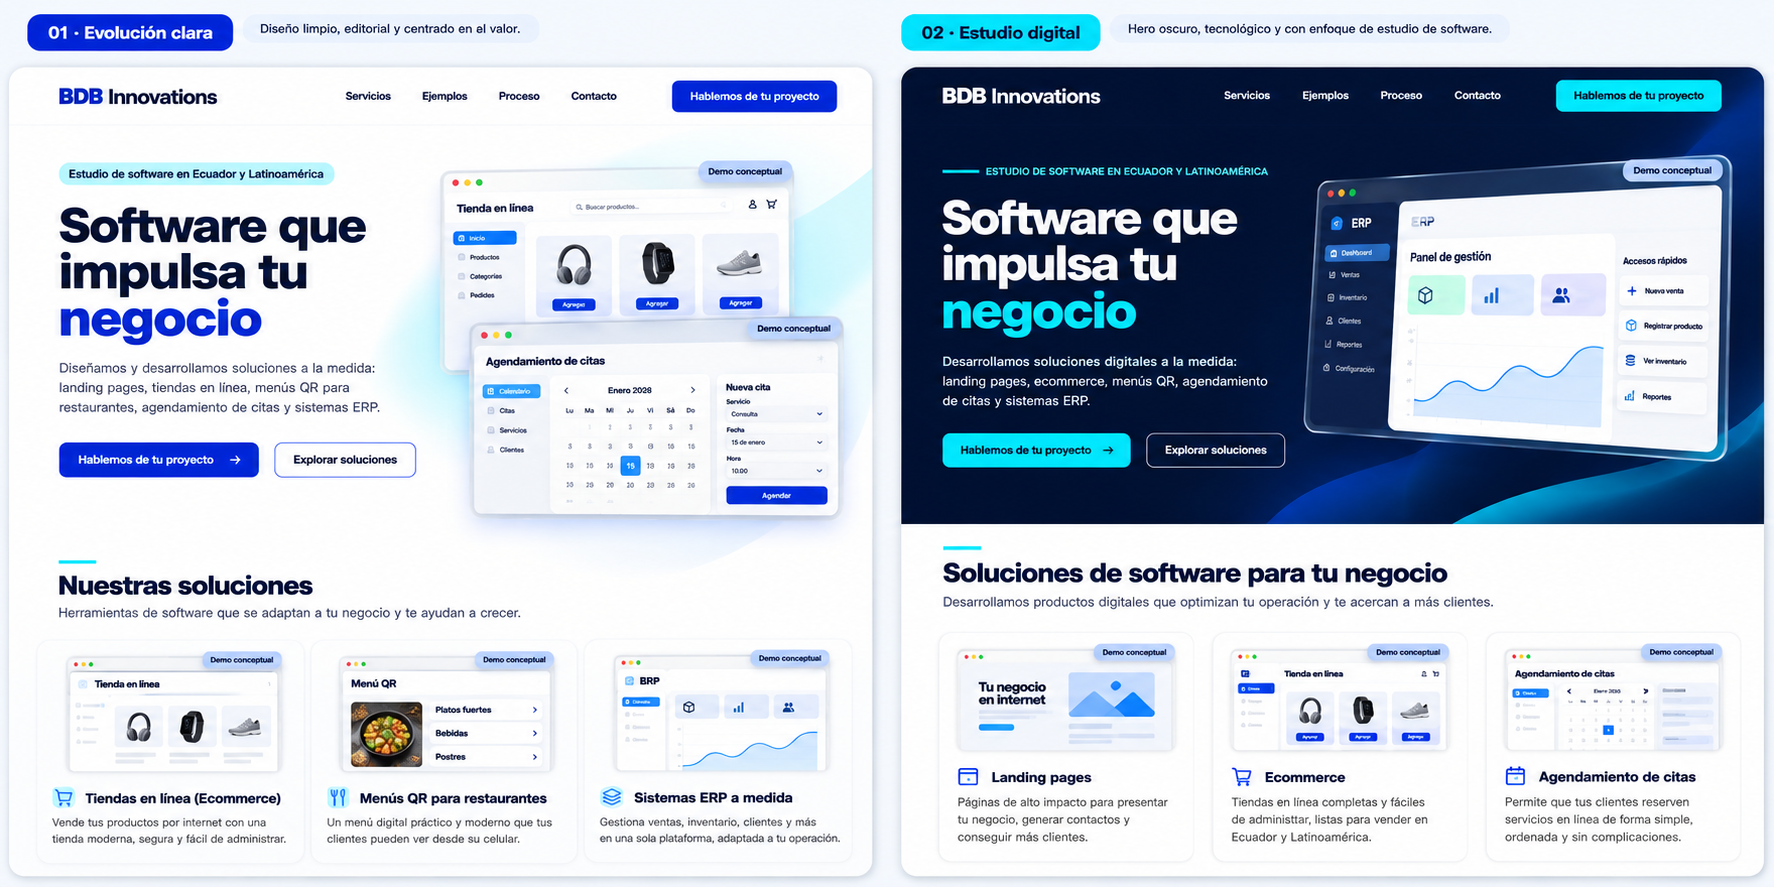 01 · Evolución clara
Diseño limpio, editorial y centrado en el valor.
BDB Innovations
Servicios
Ejemplos
Proceso
Contacto
Hablemos de tu proyecto
Estudio de software en Ecuador y Latinoamérica
Software que
impulsa tu
negocio
Diseñamos y desarrollamos soluciones a la medida:
landing pages, tiendas en línea, menús QR para
restaurantes, agendamiento de citas y sistemas ERP.
Hablemos de tu proyecto →
Explorar soluciones
Demo conceptual
Tienda en línea
Buscar productos...
Inicio
Productos
Categorías
Pedidos
Agregar
Agregar
Agregar
Demo conceptual
Agendamiento de citas
Calendario
Citas
Servicios
Clientes
Enero 2026
Lu Ma Mi Ju Vi Sá Do
15
Nueva cita
Servicio
Consulta
Fecha
15 de enero
Hora
10:00
Agendar
Nuestras soluciones
Herramientas de software que se adaptan a tu negocio y te ayudan a crecer.
Demo conceptual
Tienda en línea
Tiendas en línea (Ecommerce)
Vende tus productos por internet con una
tienda moderna, segura y fácil de administrar.
Demo conceptual
Menú QR
Platos fuertes
Bebidas
Postres
Menús QR para restaurantes
Un menú digital práctico y moderno que tus
clientes pueden ver desde su celular.
Demo conceptual
BRP
Sistemas ERP a medida
Gestiona ventas, inventario, clientes y más
en una sola plataforma, adaptada a tu operación.
02 · Estudio digital
Hero oscuro, tecnológico y con enfoque de estudio de software.
BDB Innovations
Servicios
Ejemplos
Proceso
Contacto
Hablemos de tu proyecto
ESTUDIO DE SOFTWARE EN ECUADOR Y LATINOAMÉRICA
Software que
impulsa tu
negocio
Desarrollamos soluciones digitales a la medida:
landing pages, ecommerce, menús QR, agendamiento
de citas y sistemas ERP.
Hablemos de tu proyecto →
Explorar soluciones
Demo conceptual
ERP
Dashboard
Ventas
Inventario
Clientes
Reportes
Configuración
ERP
Panel de gestión
Accesos rápidos
Nueva venta
Registrar producto
Ver inventario
Reportes
Soluciones de software para tu negocio
Desarrollamos productos digitales que optimizan tu operación y te acercan a más clientes.
Demo conceptual
Tu negocio
en internet
Landing pages
Páginas de alto impacto para presentar
tu negocio, generar contactos y
conseguir más clientes.
Demo conceptual
Tienda en línea
Ecommerce
Tiendas en línea completas y fáciles
de administtar, listas para vender en
Ecuador y Latinoamérica.
Demo conceptual
Agendamiento de citas
Agendamiento de citas
Permite que tus clientes reserven
servicios en línea de forma simple,
ordenada y sin complicaciones.